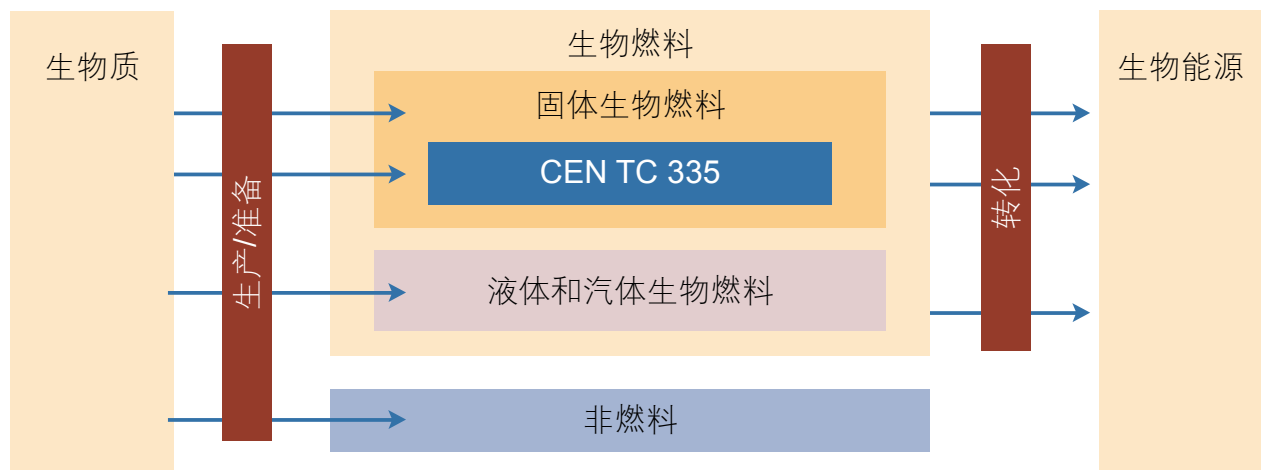 生物质
生产/准备
生物燃料
固体生物燃料
CEN TC 335
液体和汽体生物燃料
非燃料
转化
生物能源